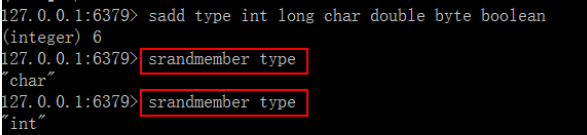 127.0.0.1:6379> sadd type int long char double byte boolean
(integer) 6
127.0.0.1:6379> srandmember type
"char"
127.0.0.1:6379> srandmember type
"int"